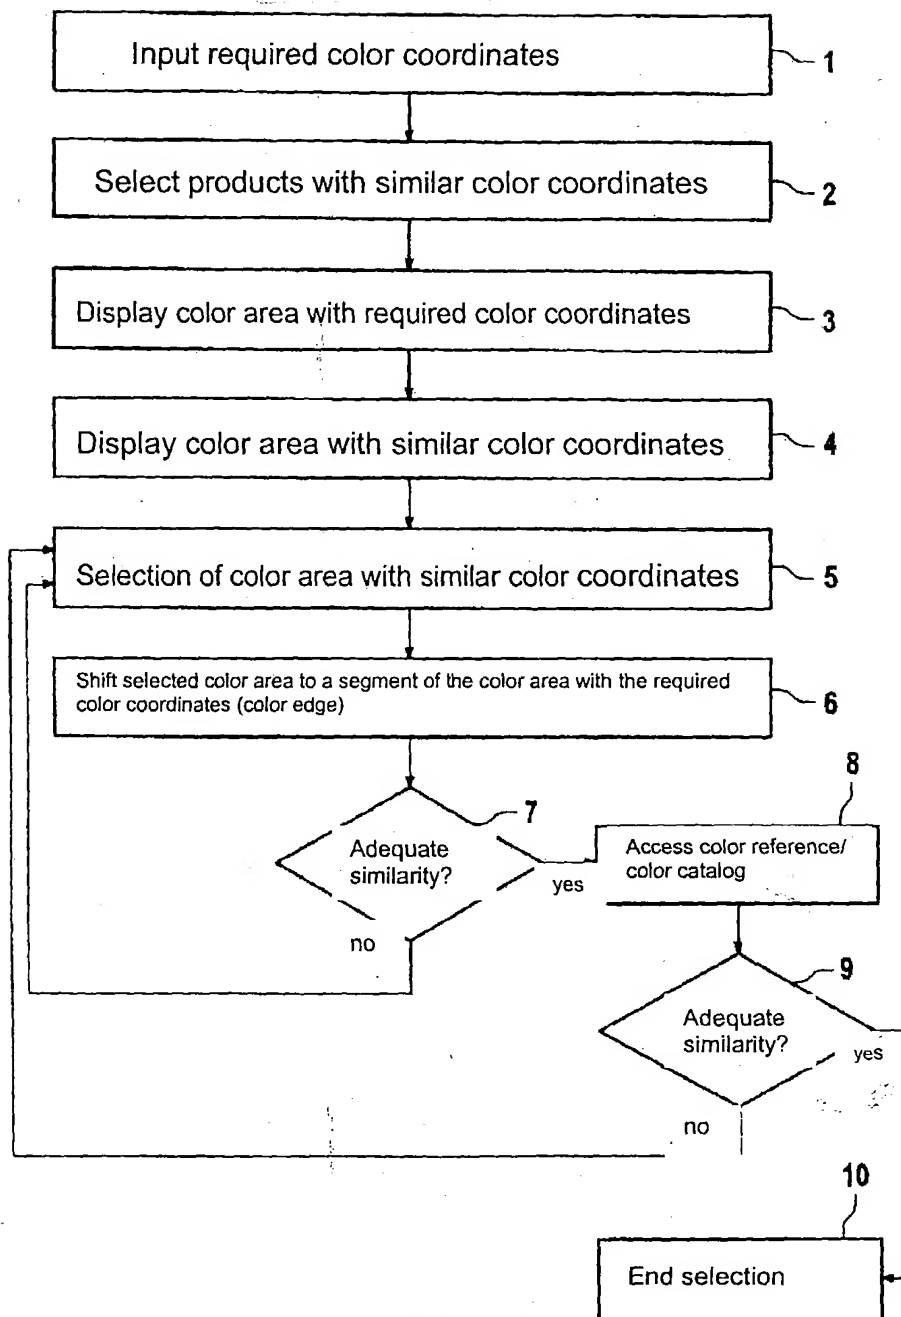 Input required color coordinates
1
Select products with similar color coordinates
2
Display color area with required color coordinates
3
Display color area with similar color coordinates
4
Selection of color area with similar color coordinates
5
Shift selected color area to a segment of the color area with the required
color coordinates (color edge)
6
7
Adequate
similarity?
yes
no
8
Access color reference/
color catalog
9
Adequate
similarity?
yes
no
10
End selection